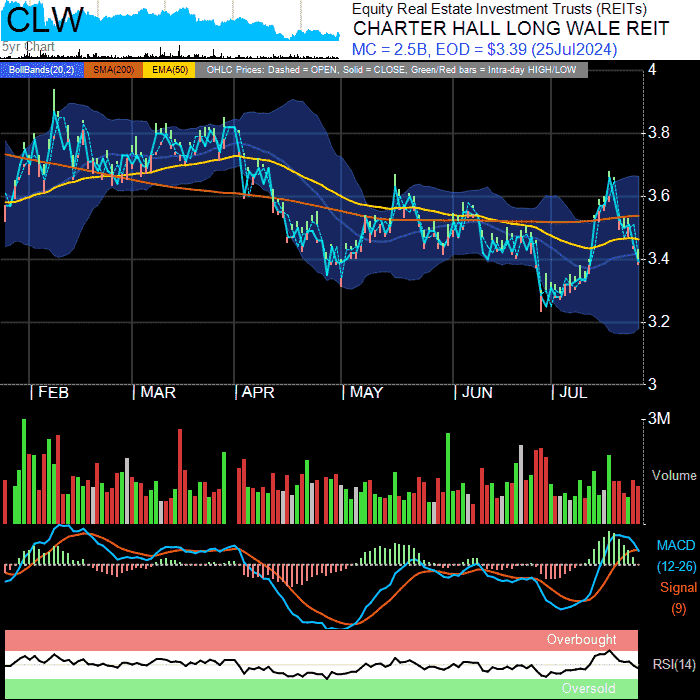 CLW
5yr Chart
Equity Real Estate Investment Trusts (REITs)
CHARTER HALL LONG WALE REIT
MC = 2.5B, EOD = $3.39 (25Jul2024)
BollBands(20,2) SMA(200) EMA(50) OHLC Prices: Dashed = OPEN, Solid = CLOSE, Green/Red bars = Intra-day HIGH/LOW
4
3.8
3.6
3.4
3.2
3
FEB MAR APR MAY JUN JUL
3M
Volume
MACD
(12-26)
Signal
(9)
Overbought
RSI(14)
Oversold